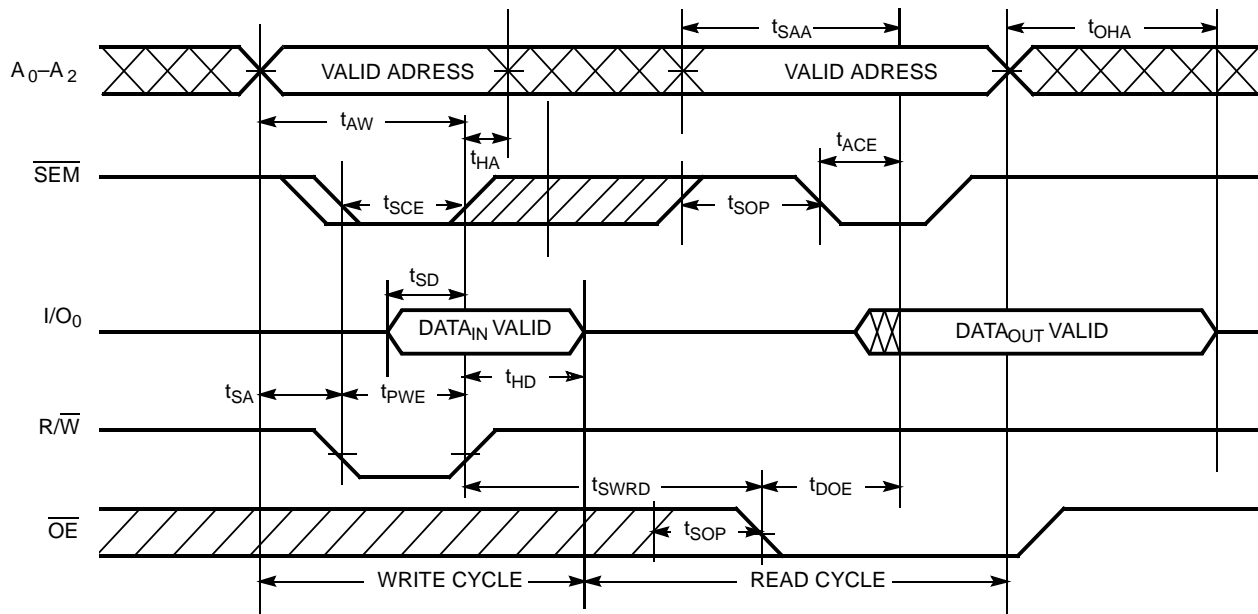 tSAA
tOHA
A0–A2
VALID ADRESS
VALID ADRESS
tAW
tHA
tACE
SEM
tSCE
tSOP
tSD
I/O0
DATAIN VALID
DATAOUT VALID
tSA
tPWE
tHD
R/W
tSWRD
tDOE
OE
tSOP
WRITE CYCLE
READ CYCLE